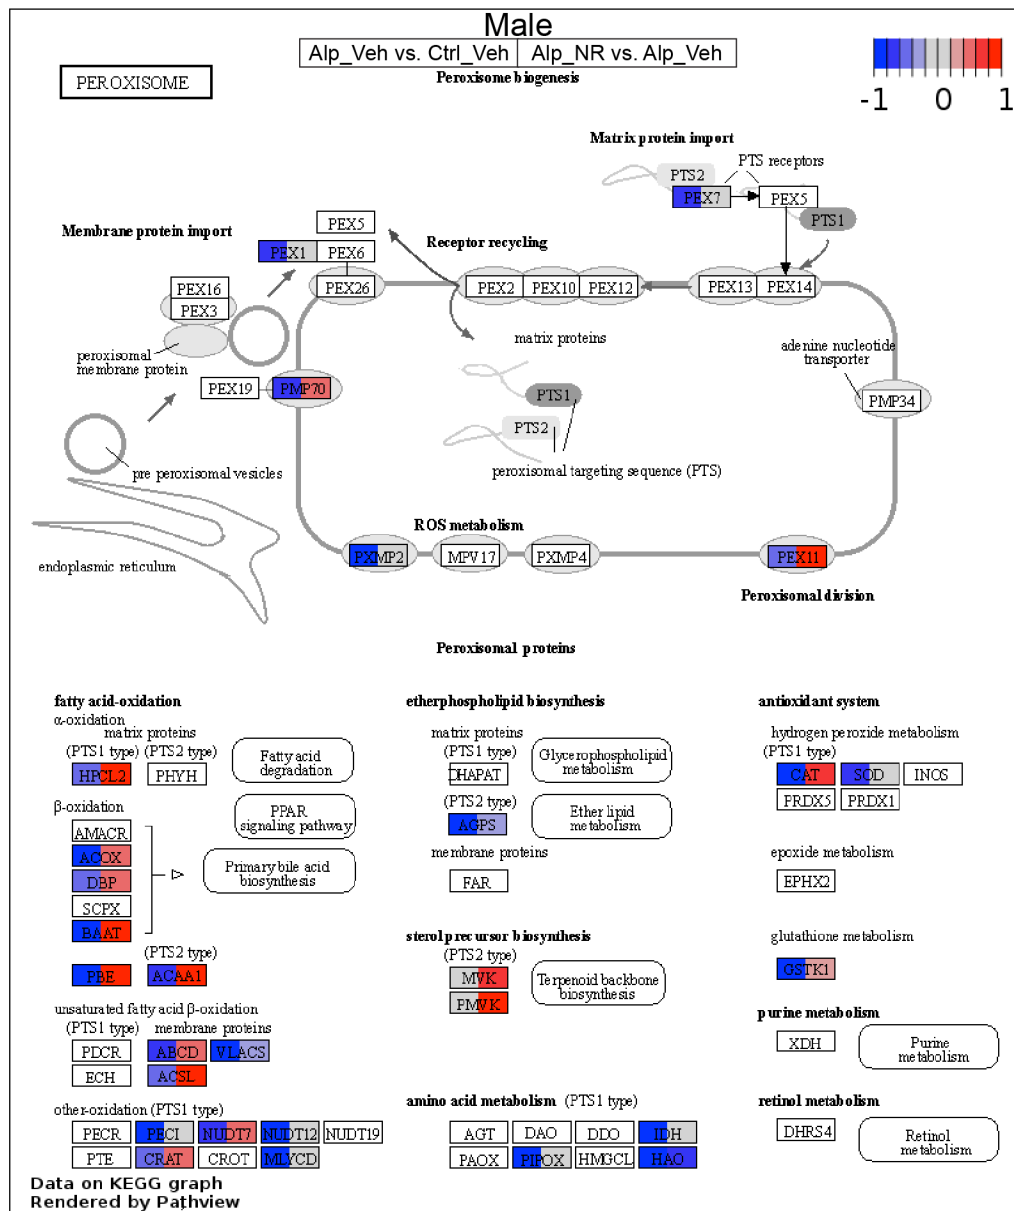 Male
Alp_Veh vs. Ctrl_Veh Alp_NR vs. Alp_Veh
-1 0 1
PEROXISOME
Peroxisome biogenesis
Matrix protein import
PTS receptors
PTS2
PEX7
PEX5
PTS1
Membrane protein import
PEX5
PEX1
PEX6
PEX26
Receptor recycling
PEX2
PEX10
PEX12
PEX13
PEX14
PEX16
PEX3
peroxisomal
membrane protein
matrix proteins
adenine nucleotide
transporter
PEX19
PMP70
PTS1
PMP34
PTS2
peroxisomal targeting sequence (PTS)
pre peroxisomal vesicles
endoplasmic reticulum
ROS metabolism
PXMP2
MPV17
PXMP4
PEX11
Peroxisomal division
Peroxisomal proteins
fatty acid-oxidation
α-oxidation
matrix proteins
(PTS1 type) (PTS2 type)
HPCL2
PHYH
Fatty acid
degradation
β-oxidation
AMACR
ACOX
DBP
SCPX
BAAT
PPAR
signaling pathway
Primary bile acid
biosynthesis
(PTS2 type)
PBE
ACAA1
unsaturated fatty acid β-oxidation
(PTS1 type) membrane proteins
PDCR
ABCD
VLACS
ECH
ACSL
other-oxidation (PTS1 type)
PECR
PECI
NUDT7
NUDT12
NUDT19
PTE
CRAT
CROT
MLYCD
etherphospholipid biosynthesis
matrix proteins
(PTS1 type)
DHAPAT
Glycerophospholipid
metabolism
(PTS2 type)
AGPS
Ether lipid
metabolism
membrane proteins
FAR
sterol precursor biosynthesis
(PTS2 type)
MVK
PMVK
Terpenoid backbone
biosynthesis
amino acid metabolism (PTS1 type)
AGT
DAO
DDO
IDH
PAOX
PIPOX
HMGCL
HAO
antioxidant system
hydrogen peroxide metabolism
(PTS1 type)
CAT
SOD
INOS
PRDX5
PRDX1
epoxide metabolism
EPHX2
glutathione metabolism
GSTK1
purine metabolism
XDH
Purine
metabolism
retinol metabolism
DHRS4
Retinol
metabolism
Data on KEGG graph
Rendered by Pathview